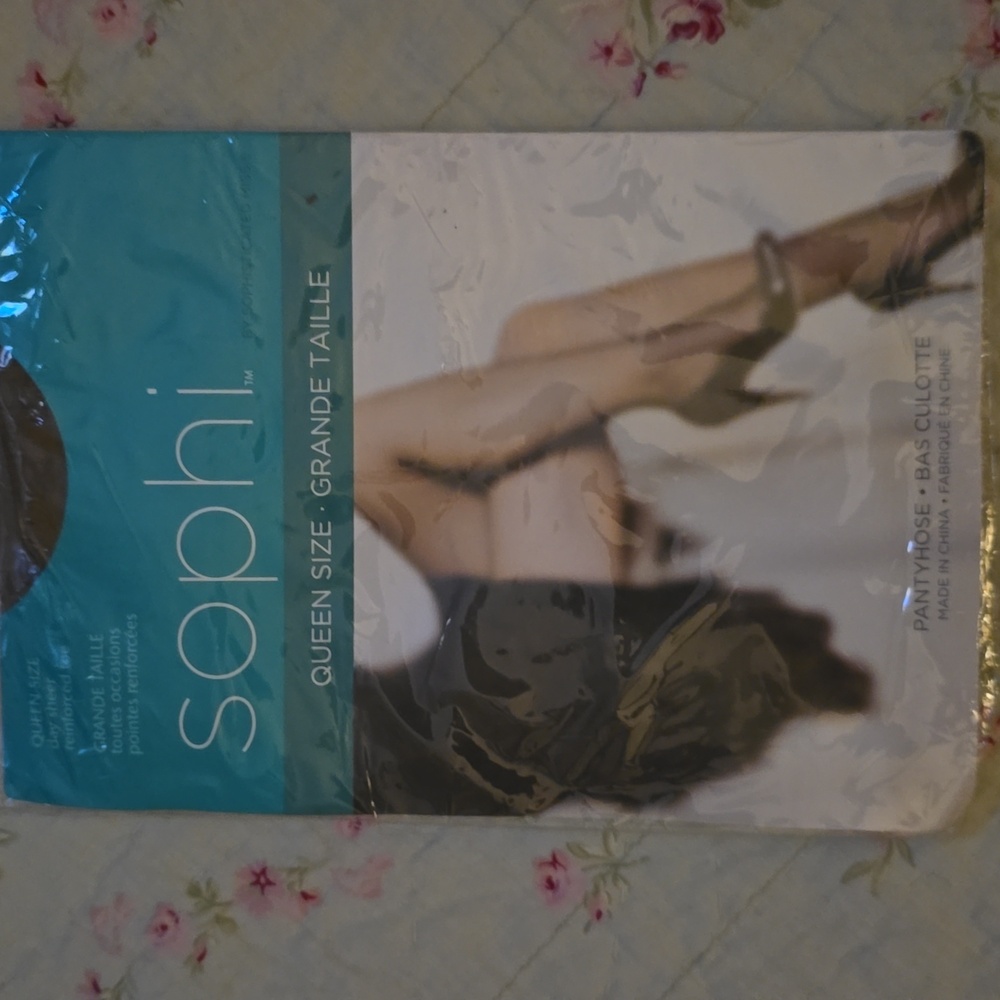 QUEEN SIZE
day sheer
reinforced toe
GRANDE TAILLE
toutes occasions
pointes renforcées
sophi™
QUEEN SIZE · GRANDE TAILLE
PANTYHOSE • BAS CULOTTE
MADE IN CHINA • FABRIQUÉ EN CHINE